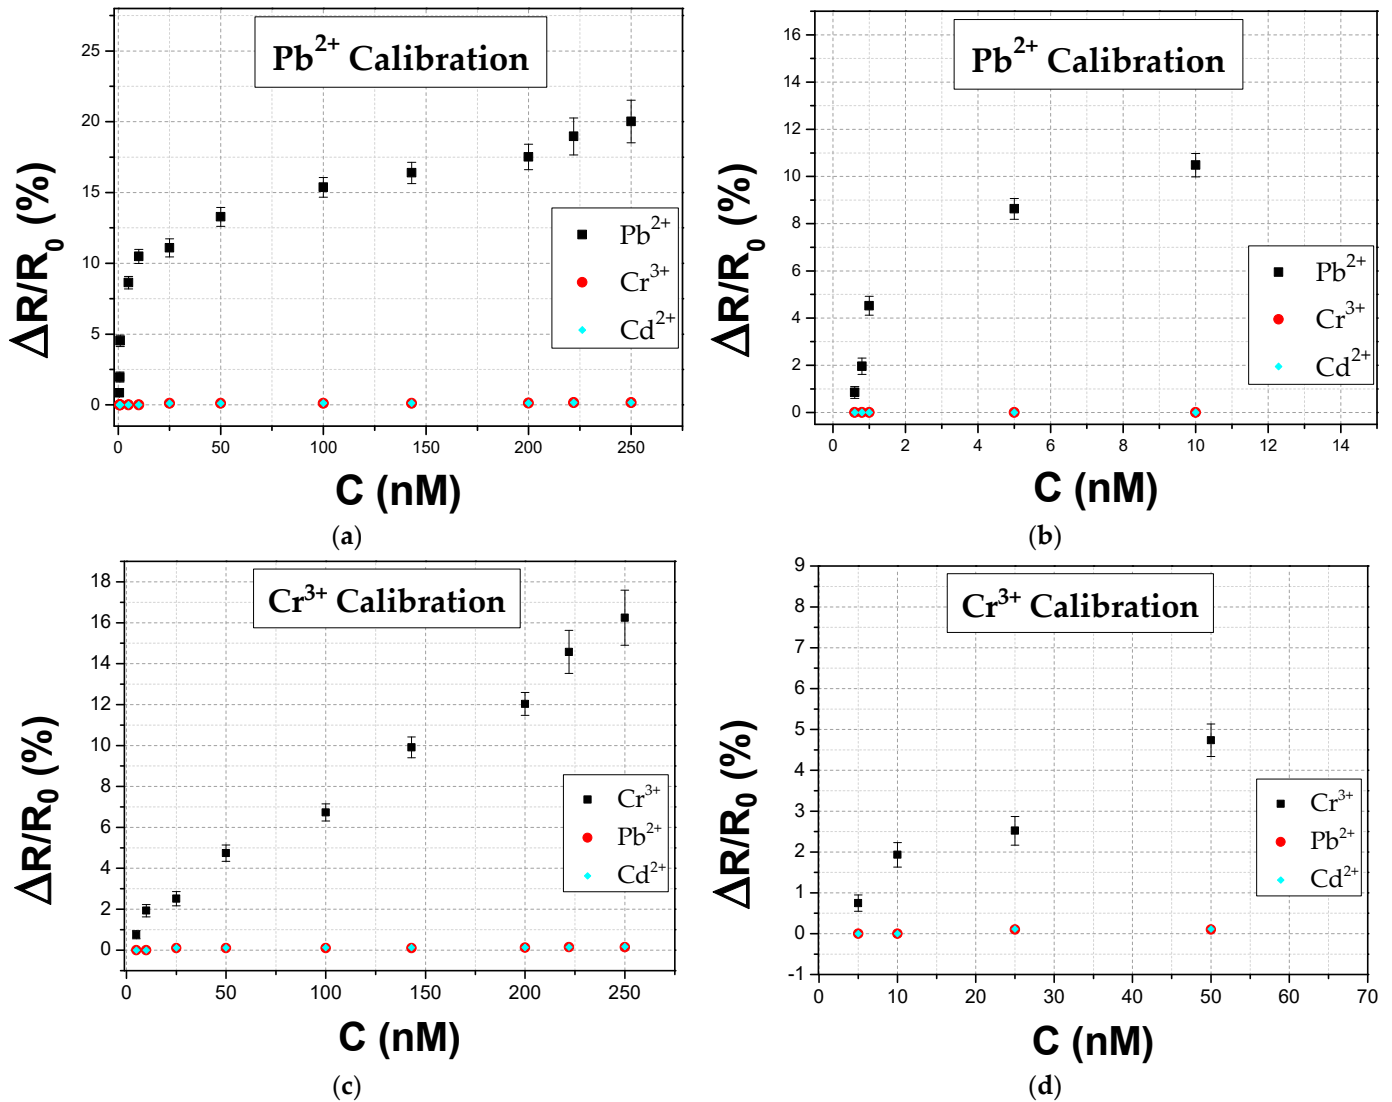 Pb²⁺ Calibration
ΔR/R₀ (%)
25
20
15
10
5
0
Pb²⁺
Cr³⁺
Cd²⁺
0 50 100 150 200 250
C (nM)
(a)
Pb²⁺ Calibration
ΔR/R₀ (%)
16
14
12
10
8
6
4
2
0
Pb²⁺
Cr³⁺
Cd²⁺
0 2 4 6 8 10 12 14
C (nM)
(b)
Cr³⁺ Calibration
ΔR/R₀ (%)
18
16
14
12
10
8
6
4
2
0
Cr³⁺
Pb²⁺
Cd²⁺
0 50 100 150 200 250
C (nM)
(c)
Cr³⁺ Calibration
ΔR/R₀ (%)
9
8
7
6
5
4
3
2
1
0
-1
Cr³⁺
Pb²⁺
Cd²⁺
0 10 20 30 40 50 60 70
C (nM)
(d)